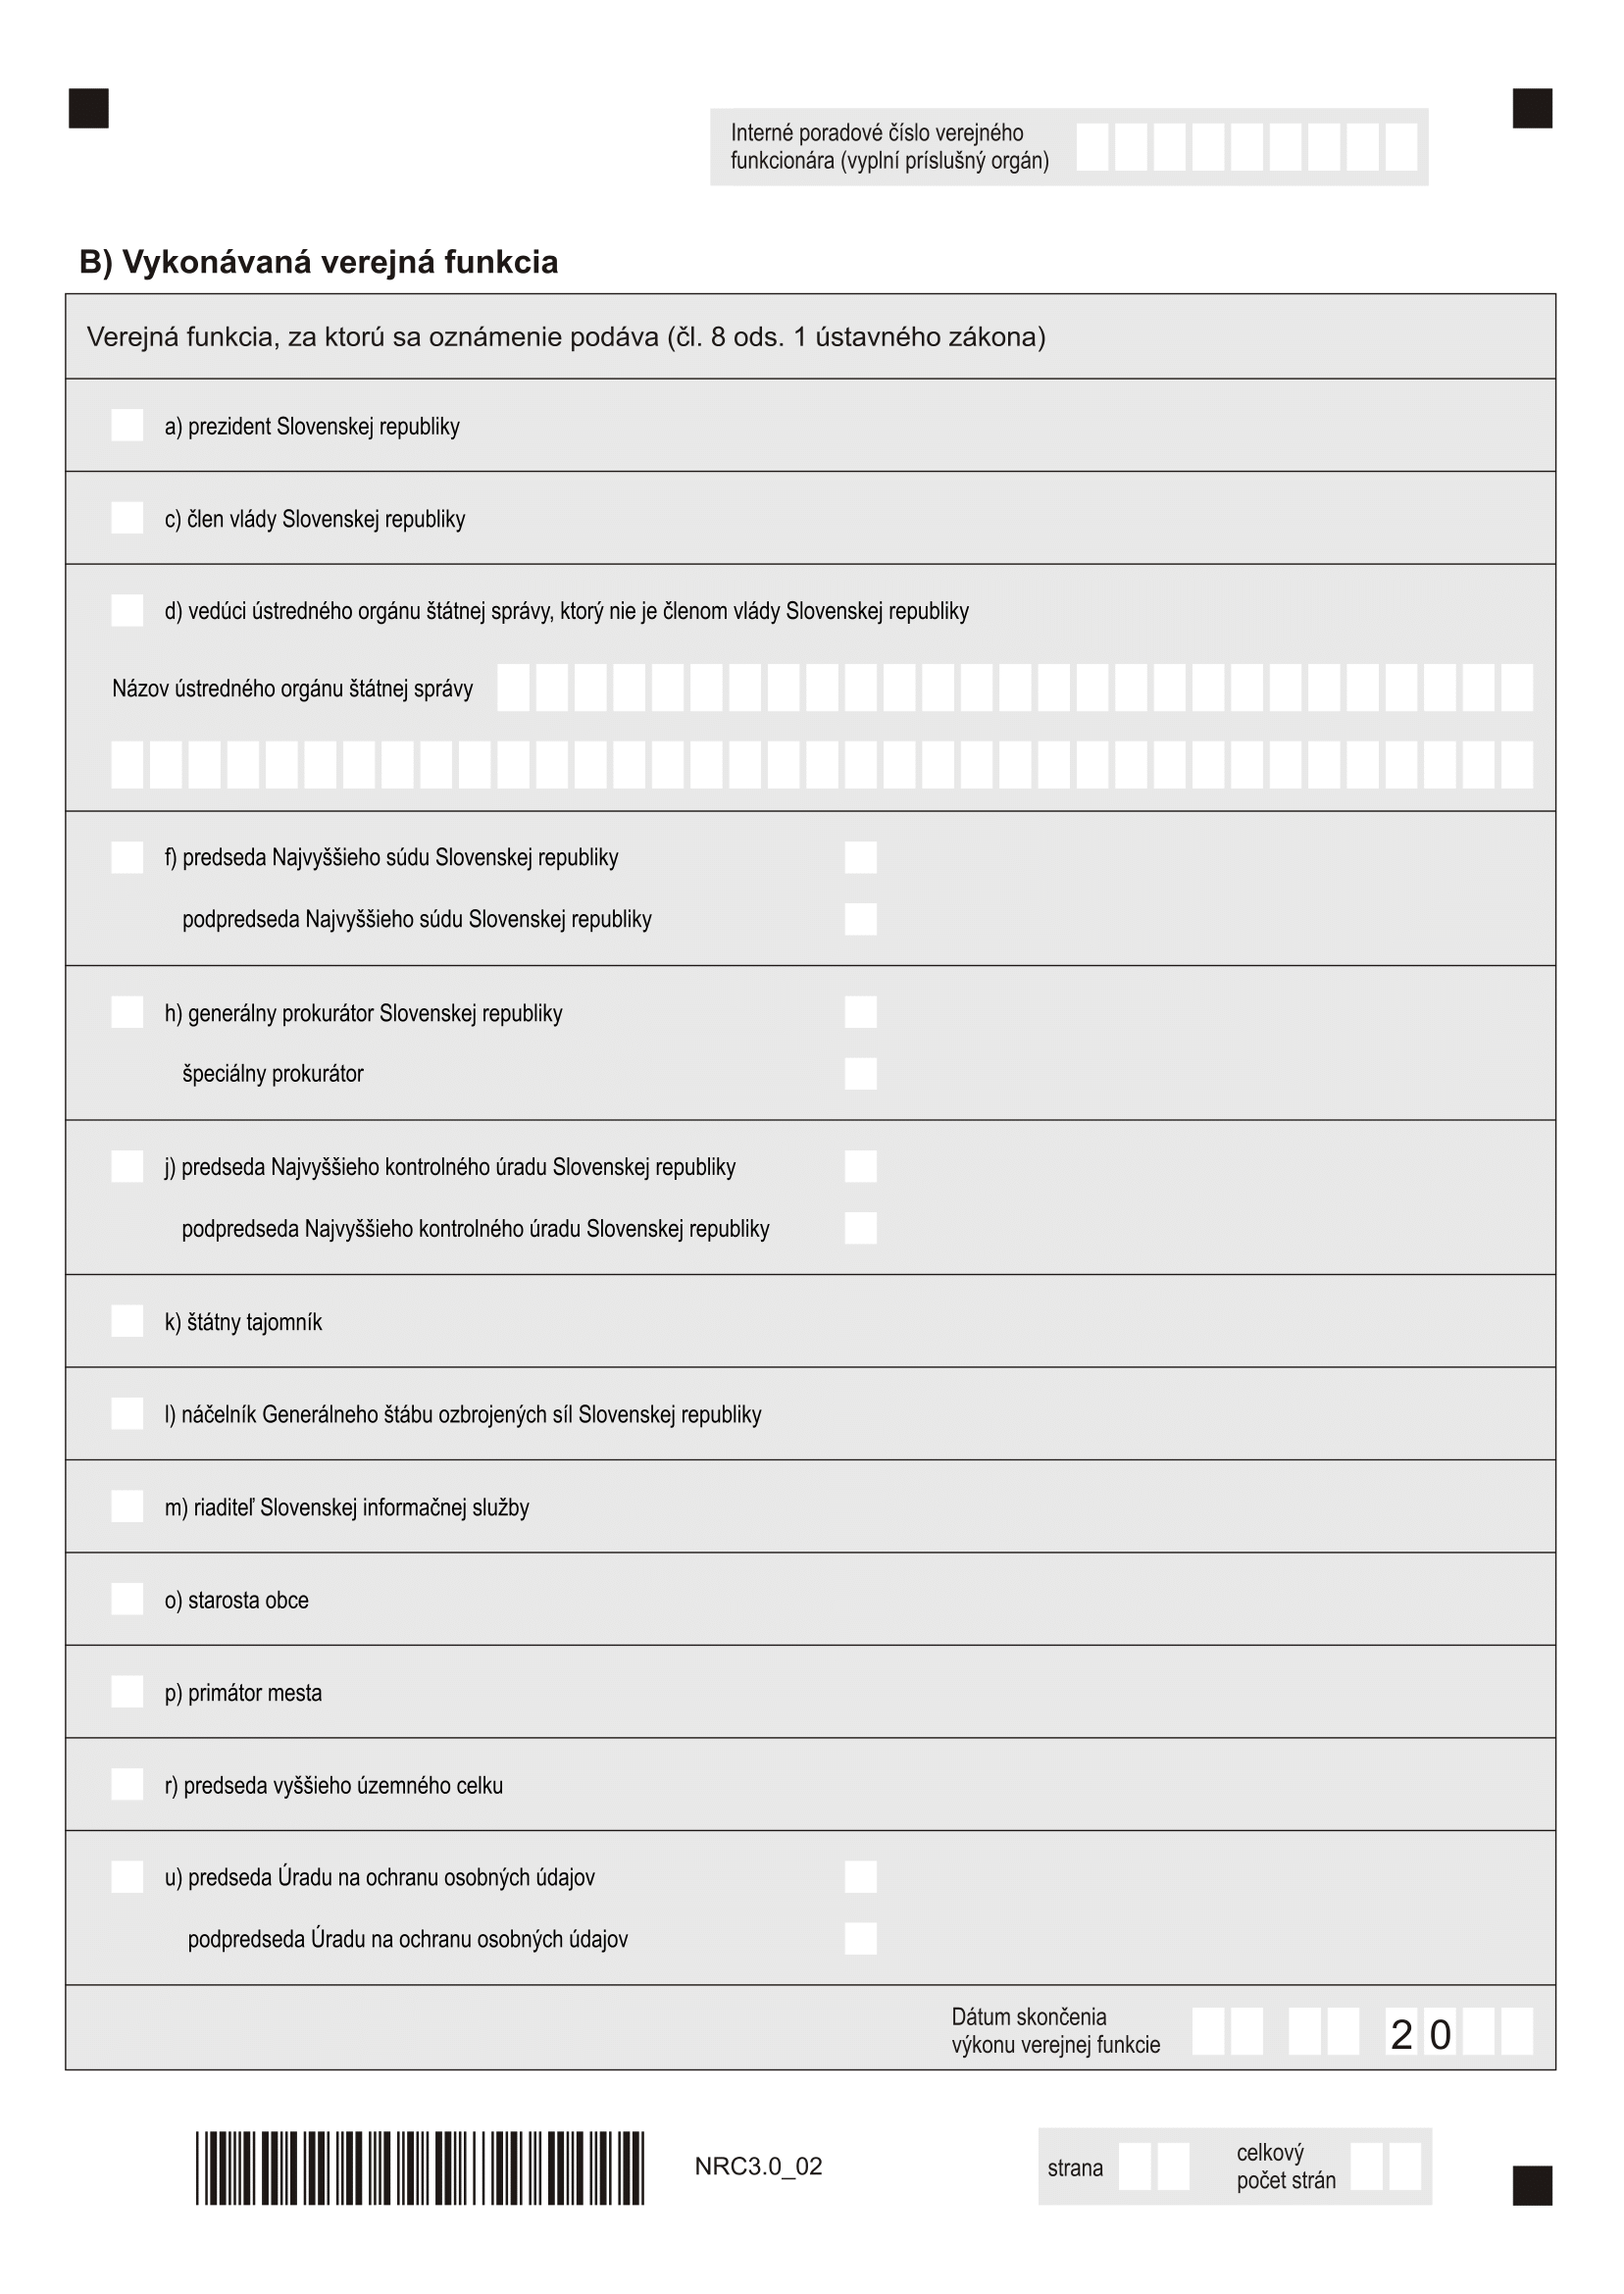 Interné poradové číslo verejného
funkcionára (vyplní príslušný orgán)
B) Vykonávaná verejná funkcia
Verejná funkcia, za ktorú sa oznámenie podáva (čl. 8 ods. 1 ústavného zákona)
a) prezident Slovenskej republiky
c) člen vlády Slovenskej republiky
d) vedúci ústredného orgánu štátnej správy, ktorý nie je členom vlády Slovenskej republiky
Názov ústredného orgánu štátnej správy
f) predseda Najvyššieho súdu Slovenskej republiky
podpredseda Najvyššieho súdu Slovenskej republiky
h) generálny prokurátor Slovenskej republiky
špeciálny prokurátor
j) predseda Najvyššieho kontrolného úradu Slovenskej republiky
podpredseda Najvyššieho kontrolného úradu Slovenskej republiky
k) štátny tajomník
l) náčelník Generálneho štábu ozbrojených síl Slovenskej republiky
m) riaditeľ Slovenskej informačnej služby
o) starosta obce
p) primátor mesta
r) predseda vyššieho územného celku
u) predseda Úradu na ochranu osobných údajov
podpredseda Úradu na ochranu osobných údajov
Dátum skončenia
výkonu verejnej funkcie 2 0
NRC3.0_02
strana
celkový
počet strán